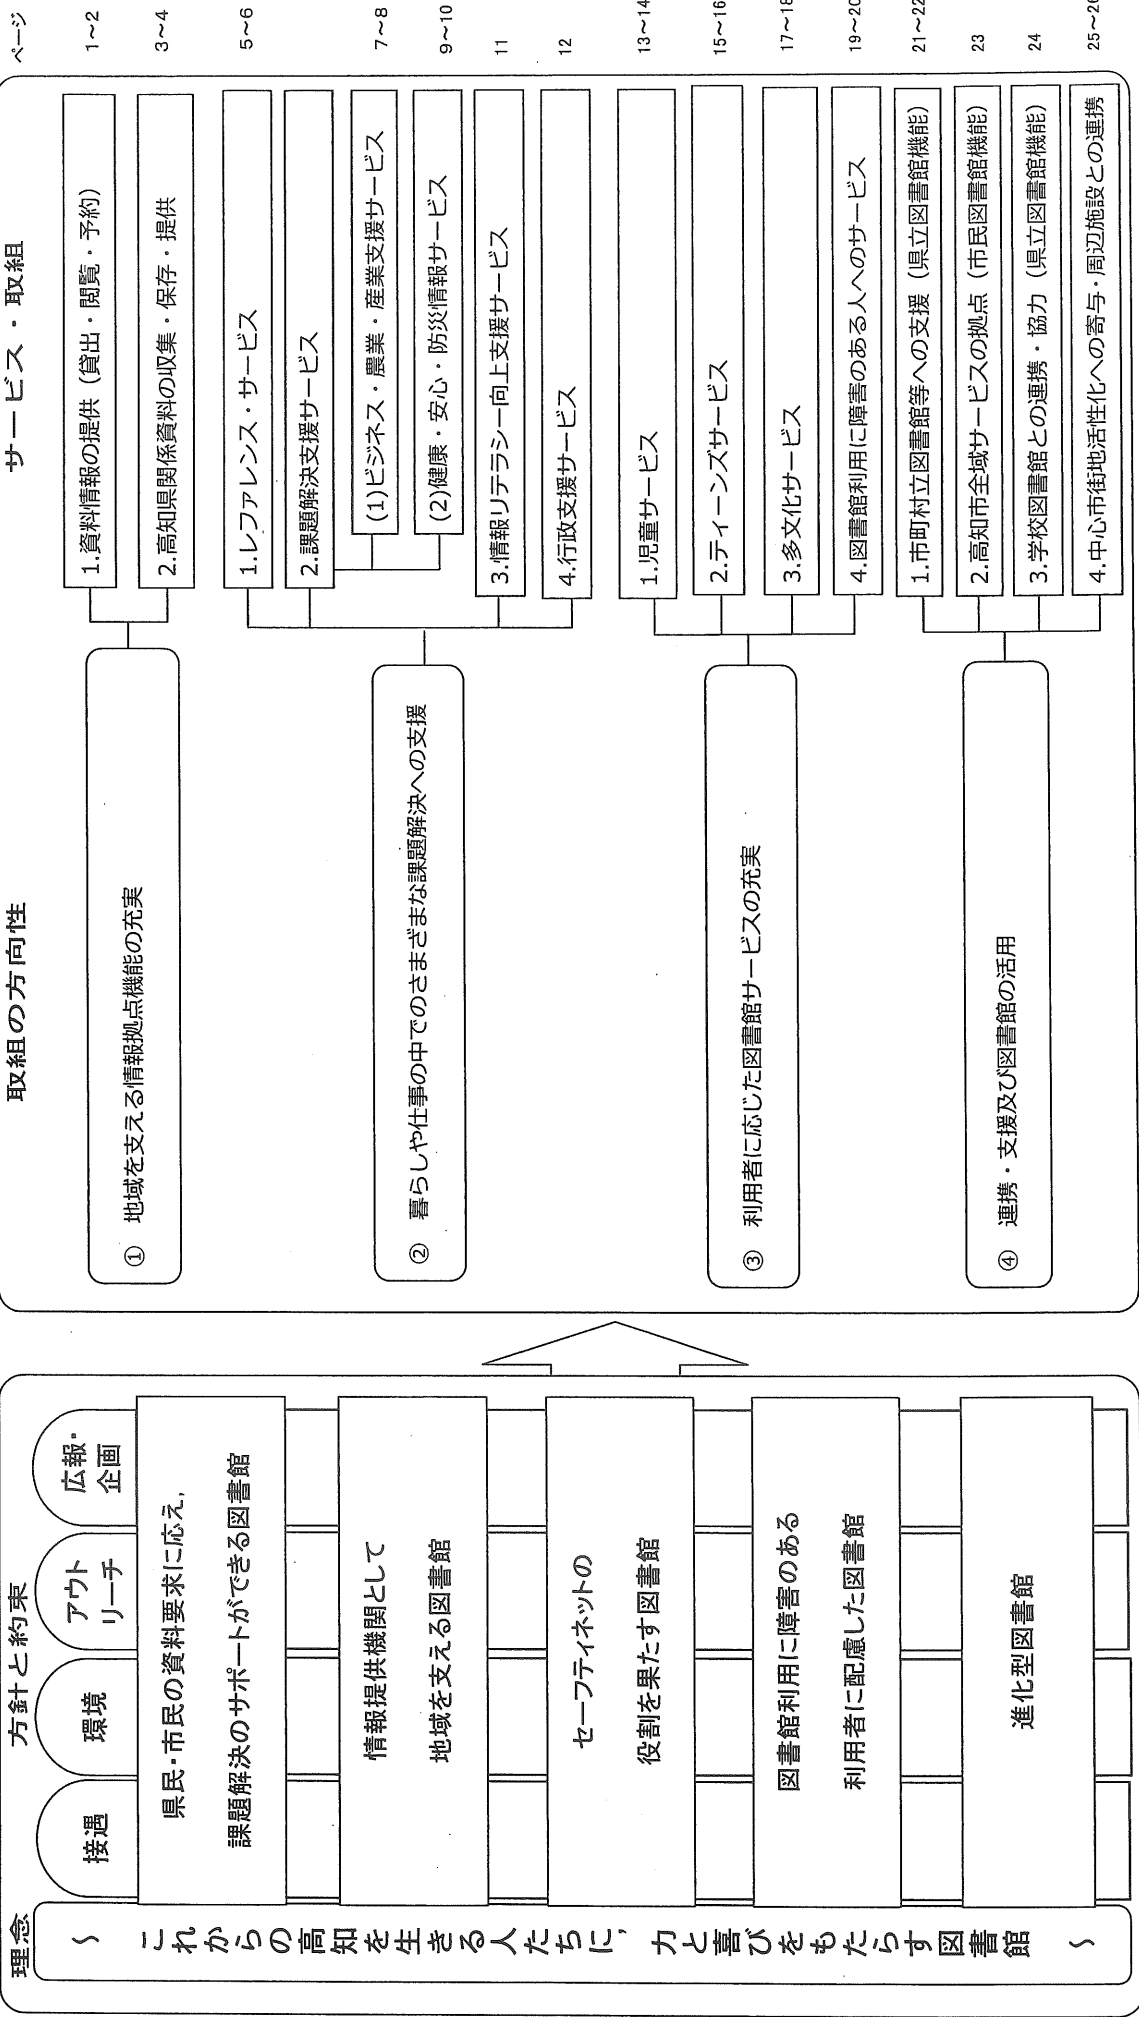 理念
～　これからの高知を生きる人たちに，力と喜びをもたらす図書館　～
方針と約束
接遇
環境
アウト
リーチ
広報・
企画
県民・市民の資料要求に応え，
課題解決のサポートができる図書館
情報提供機関として
地域を支える図書館
セーフティネットの
役割を果たす図書館
図書館利用に障害のある
利用者に配慮した図書館
進化型図書館
取組の方向性
サービス・取組
ページ
①　地域を支える情報拠点機能の充実
1.資料情報の提供（貸出・閲覧・予約）
1～2
2.高知県関係資料の収集・保存・提供
3～4
②　暮らしや仕事の中でのさまざまな課題解決への支援
1.レファレンス・サービス
5～6
2.課題解決支援サービス
(1)ビジネス・農業・産業支援サービス
7～8
(2)健康・安心・防災情報サービス
9～10
3.情報リテラシー向上支援サービス
11
4.行政支援サービス
12
③　利用者に応じた図書館サービスの充実
1.児童サービス
13～14
2.ティーンズサービス
15～16
3.多文化サービス
17～18
4.図書館利用に障害のある人へのサービス
19～20
④　連携・支援及び図書館の活用
1.市町村立図書館等への支援（県立図書館機能）
21～22
2.高知市全域サービスの拠点（市民図書館機能）
23
3.学校図書館との連携・協力（県立図書館機能）
24
4.中心市街地活性化への寄与・周辺施設との連携
25～26